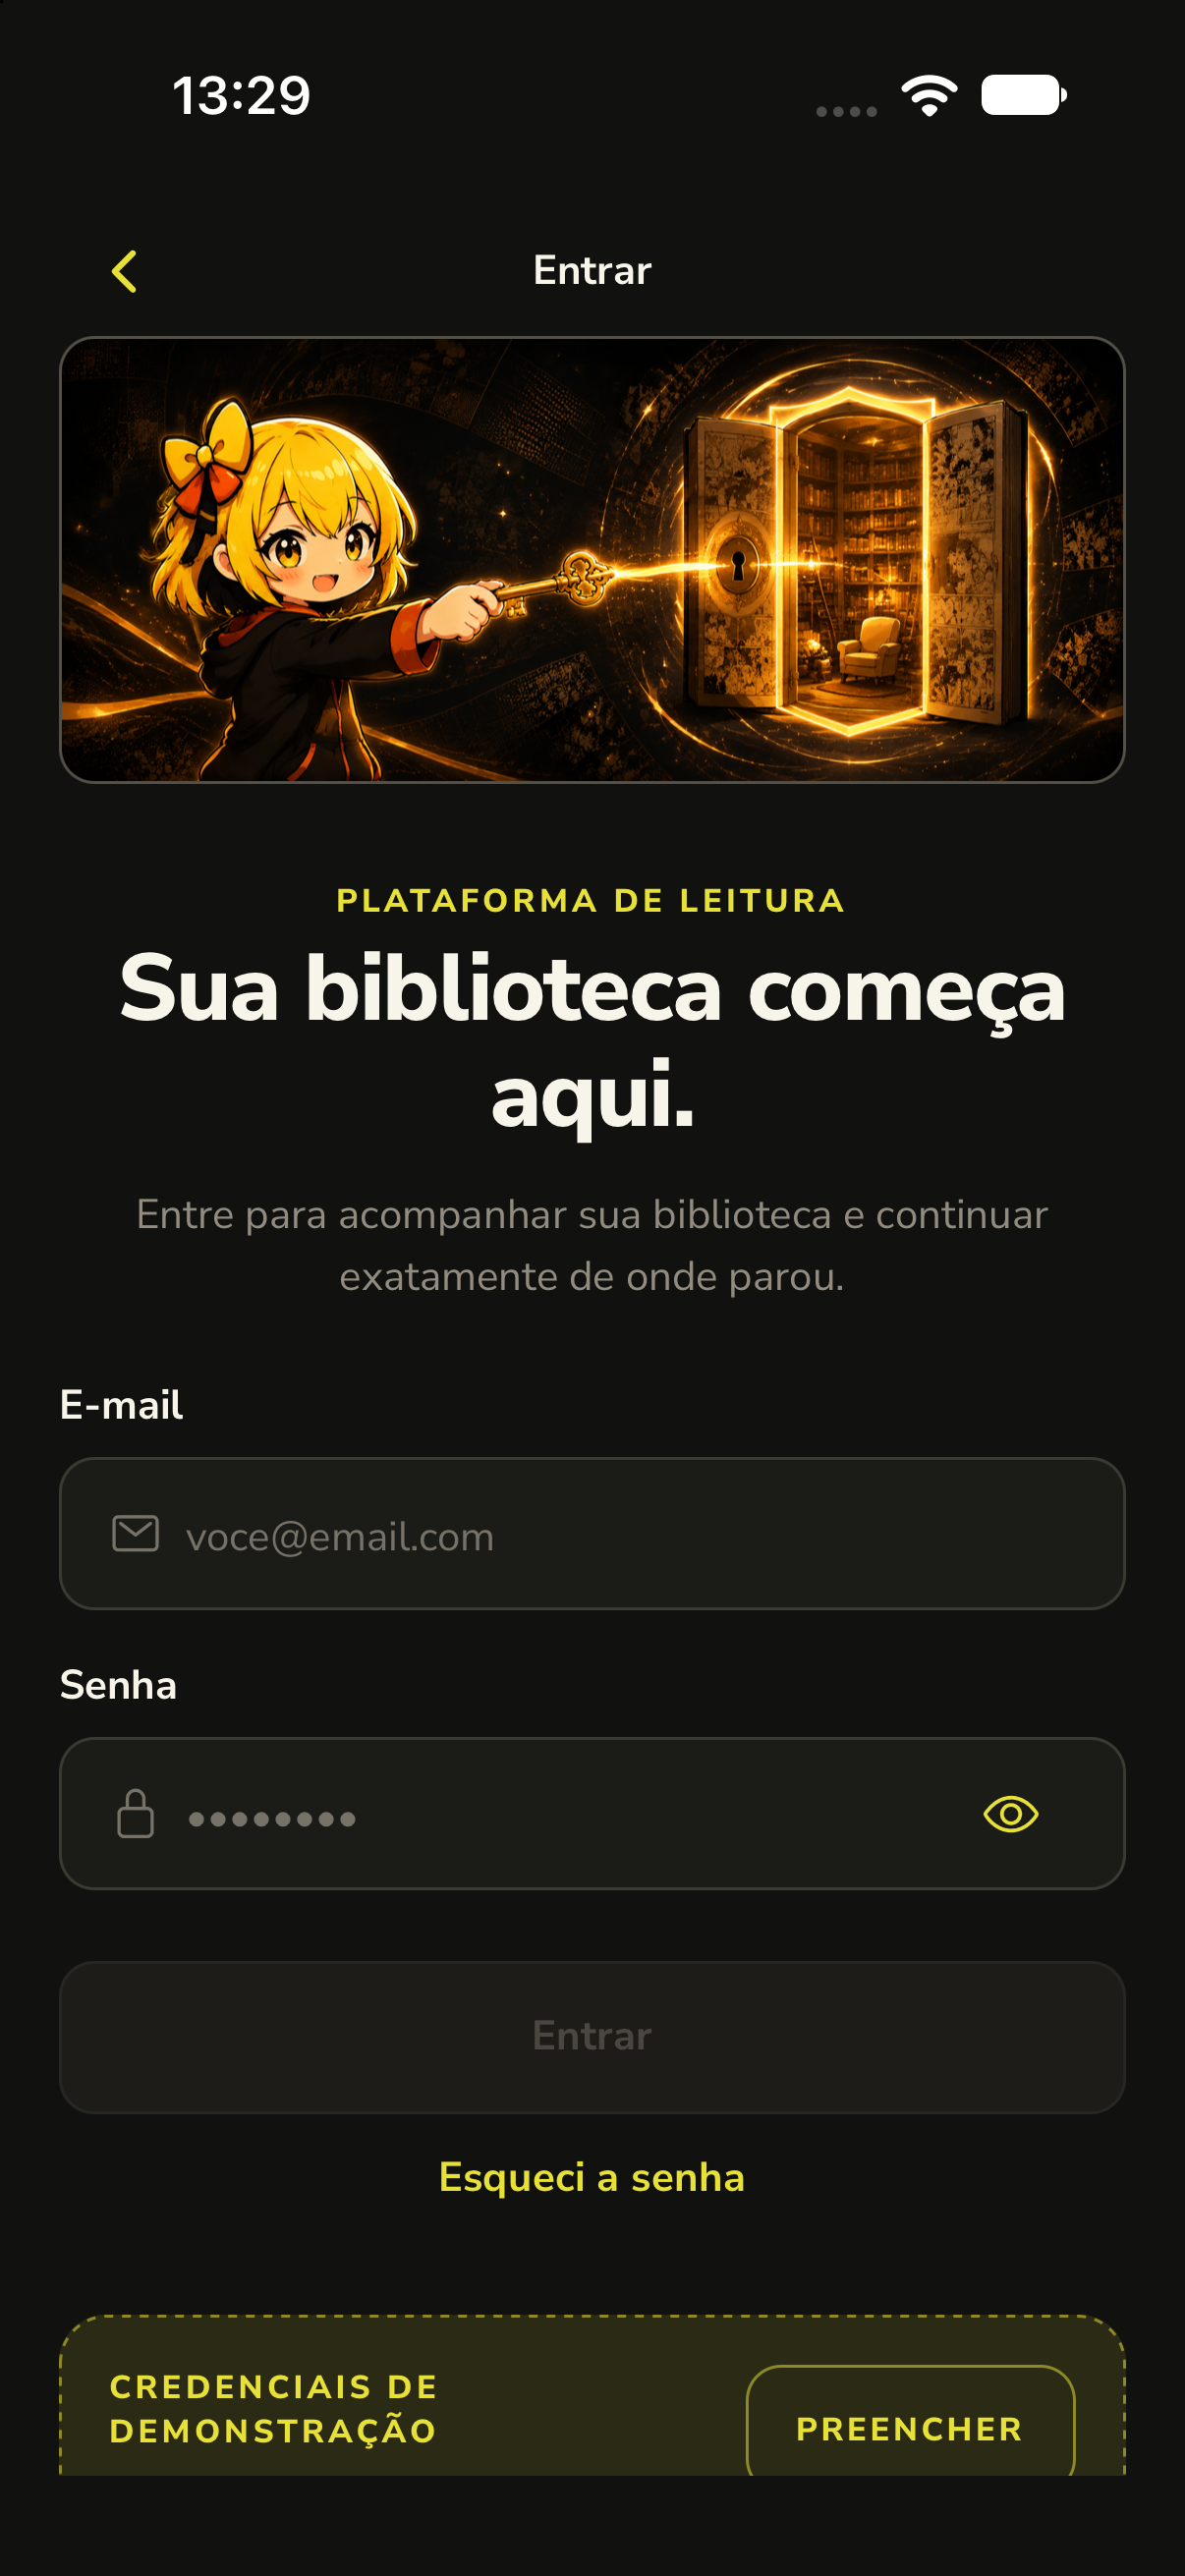 13:29
Entrar
PLATAFORMA DE LEITURA
Sua biblioteca começa
aqui.
Entre para acompanhar sua biblioteca e continuar
exatamente de onde parou.
E-mail
voce@email.com
Senha
••••••••
Entrar
Esqueci a senha
CREDENCIAIS DE
DEMONSTRAÇÃO
PREENCHER